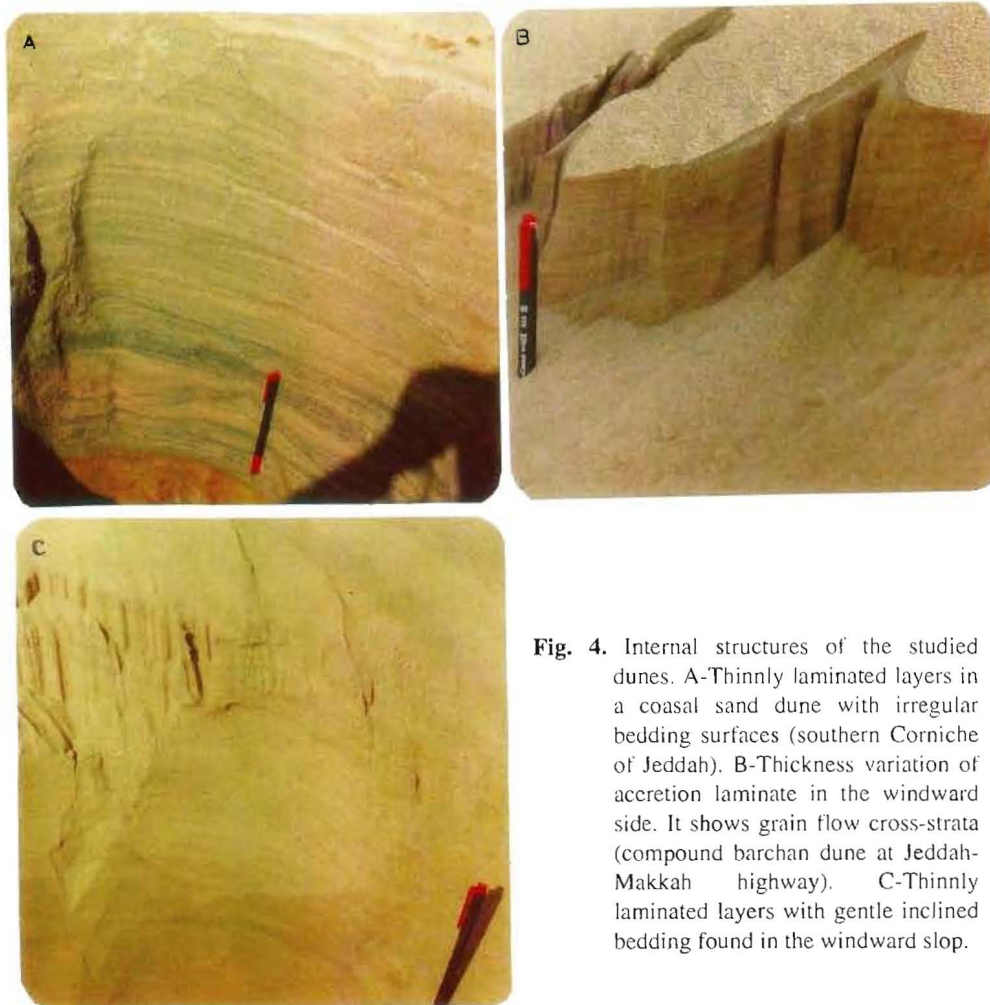 A
B
C
Fig. 4. Internal structures of the studied
dunes. A-Thinnly laminated layers in
a coasal sand dune with irregular
bedding surfaces (southern Corniche
of Jeddah). B-Thickness variation of
accretion laminate in the windward
side. It shows grain flow cross-strata
(compound barchan dune at Jeddah-
Makkah highway). C-Thinnly
laminated layers with gentle inclined
bedding found in the windward slop.